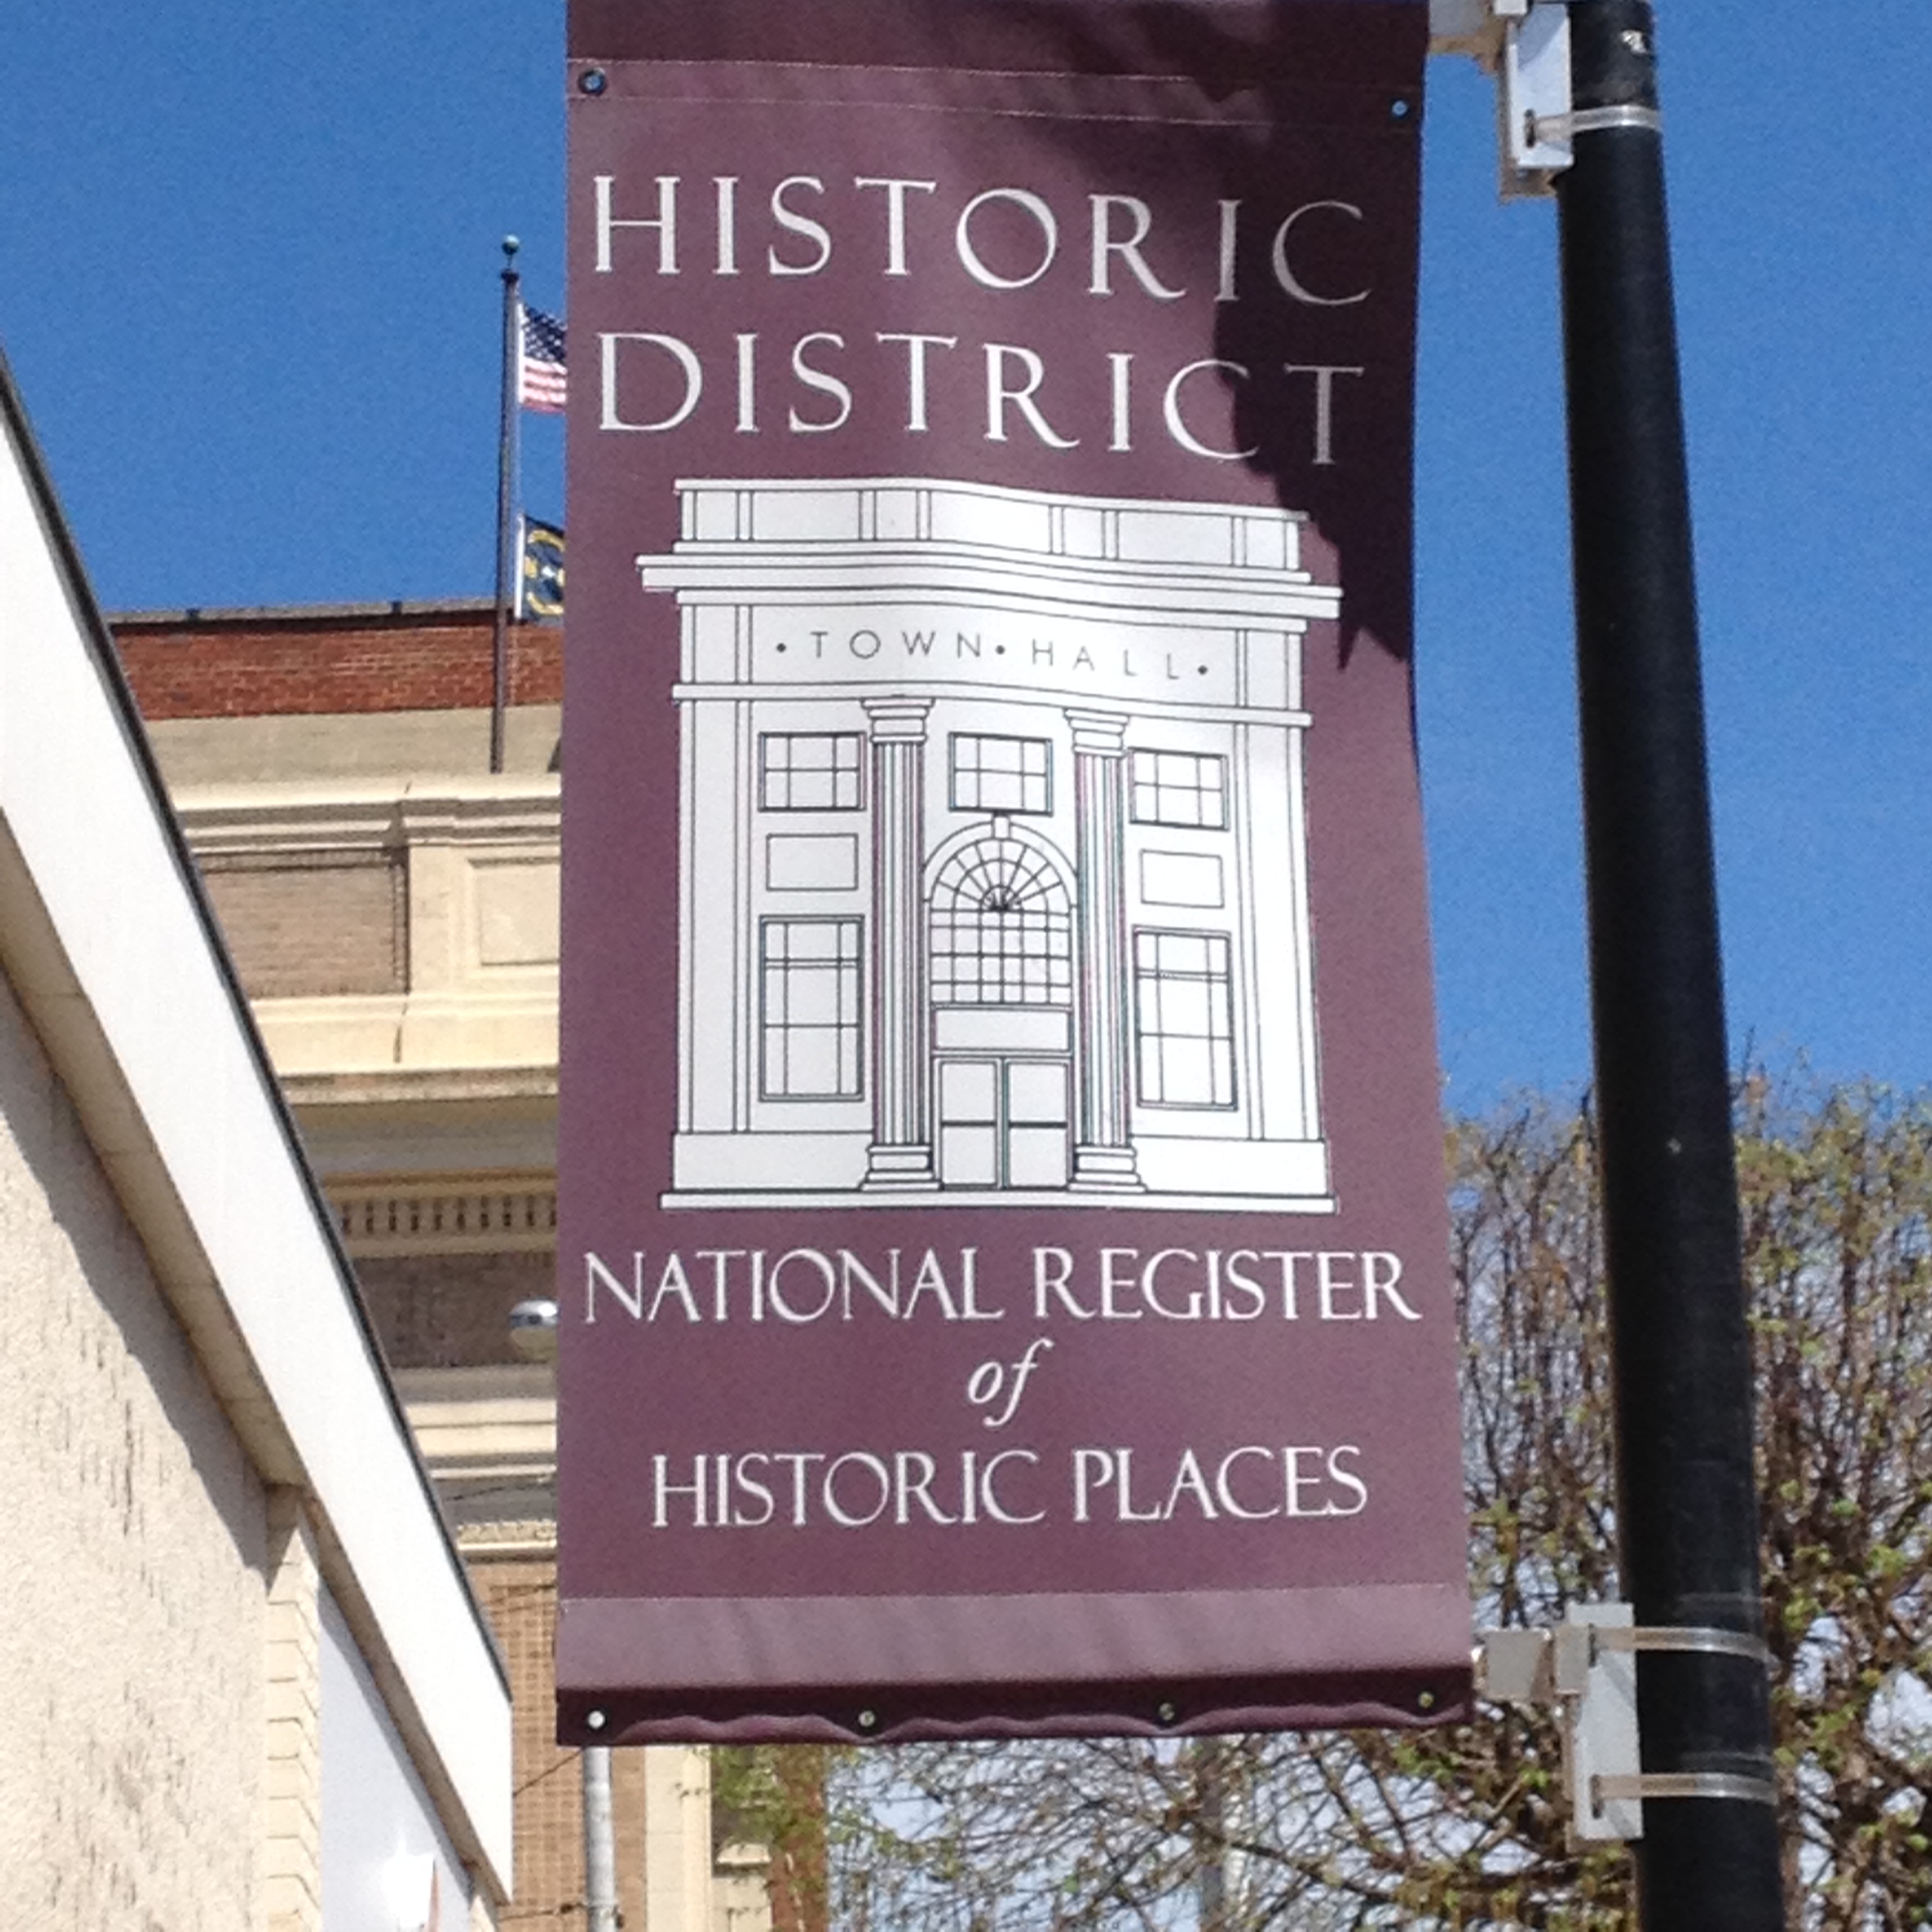 HISTORIC
DISTRICT
• TOWN • HALL •
NATIONAL REGISTER
of
HISTORIC PLACES